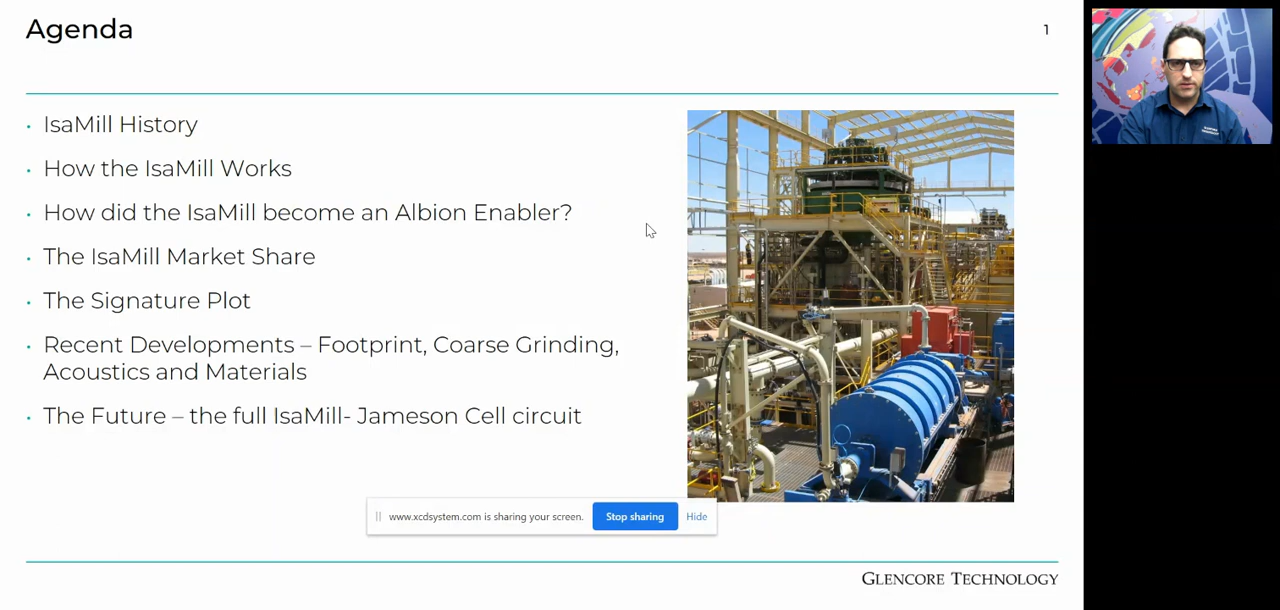 Agenda
1
• IsaMill History
• How the IsaMill Works
• How did the IsaMill become an Albion Enabler?
• The IsaMill Market Share
• The Signature Plot
• Recent Developments – Footprint, Coarse Grinding,
Acoustics and Materials
• The Future – the full IsaMill- Jameson Cell circuit
www.xcdsystem.com is sharing your screen. Stop sharing Hide
GLENCORE TECHNOLOGY